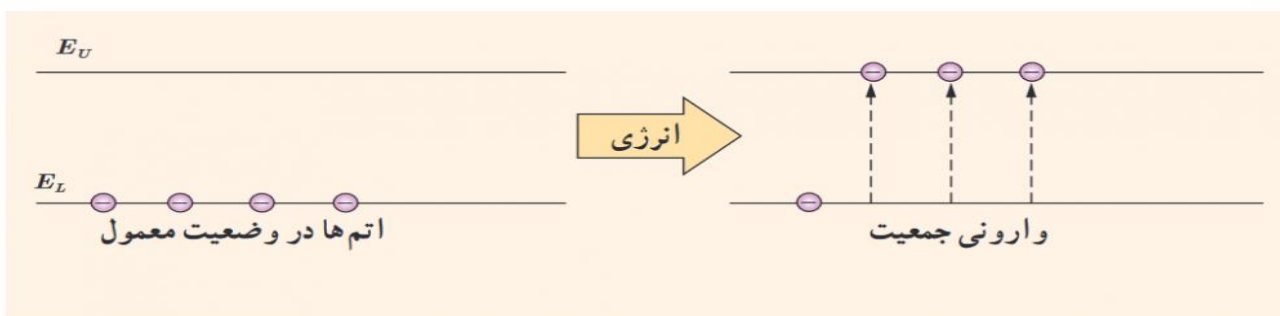 E_U
انرژی
E_L
اتم‌ها در وضعیت معمول
وارونی جمعیت